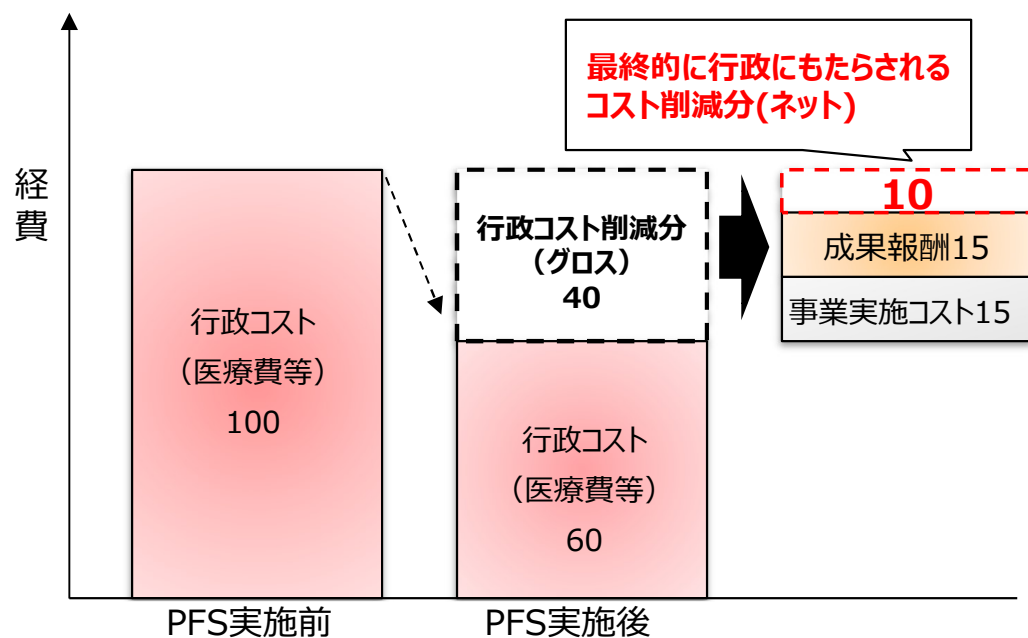 最終的に行政にもたらされる
コスト削減分(ネット)
経
費
行政コスト
（医療費等）
100
行政コスト削減分
（グロス）
40
行政コスト
（医療費等）
60
10
成果報酬15
事業実施コスト15
PFS実施前
PFS実施後